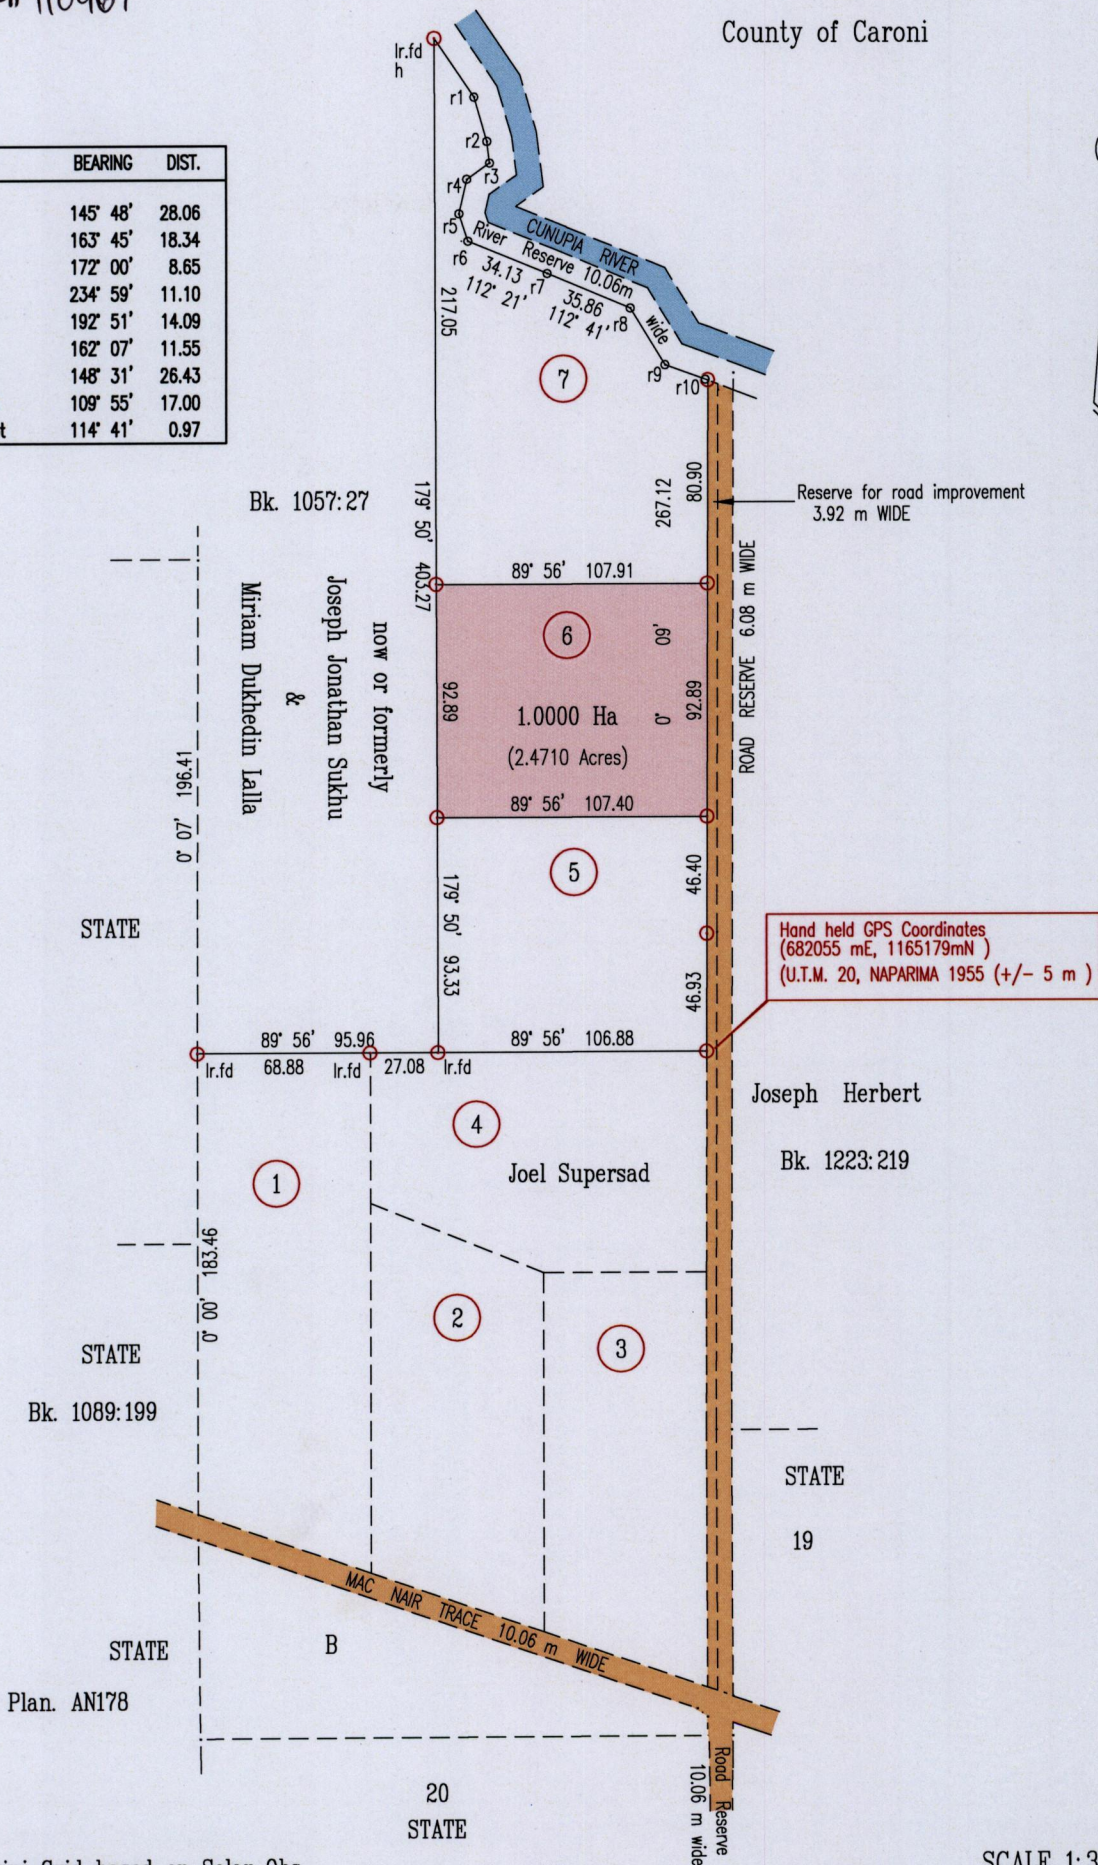 110967
County of Caroni
Ir.fd
h
r1
r2
r3
r4
r5
r6
BEARING DIST.
145° 48' 28.06
163° 45' 18.34
172° 00' 8.65
234° 59' 11.10
192° 51' 14.09
162° 07' 11.55
148° 31' 26.43
109° 55' 17.00
114° 41' 0.97
CUNUPIA RIVER
River Reserve 10.06m wide
34.13 r7
112° 21'
35.86 r8
112° 41'
r9
r10
217.05
7
Bk. 1057:27
179° 50' 403.27
267.12
80.90
Reserve for road improvement
3.92 m WIDE
ROAD RESERVE 6.08 m WIDE
89° 56' 107.91
now or formerly
Joseph Jonathan Sukhu
&
Miriam Dukhedin Lalla
6
0° 09'
92.89
92.89
1.0000 Ha
(2.4710 Acres)
89° 56' 107.40
0° 07' 196.41
5
46.40
179° 50' 93.33
46.93
STATE
Hand held GPS Coordinates
(682055 mE, 1165179mN )
(U.T.M. 20, NAPARIMA 1955 (+/- 5 m )
89° 56' 95.96
89° 56' 106.88
Ir.fd 68.88 Ir.fd 27.08 Ir.fd
Joseph Herbert
Bk. 1223:219
4
Joel Supersad
1
0° 00' 183.46
2
3
STATE
Bk. 1089:199
STATE
19
MAC NAIR TRACE 10.06 m WIDE
STATE
B
Plan. AN178
Road Reserve
10.06 m wide
20
STATE
Grid based on Solar Obs
SCALE 1:3